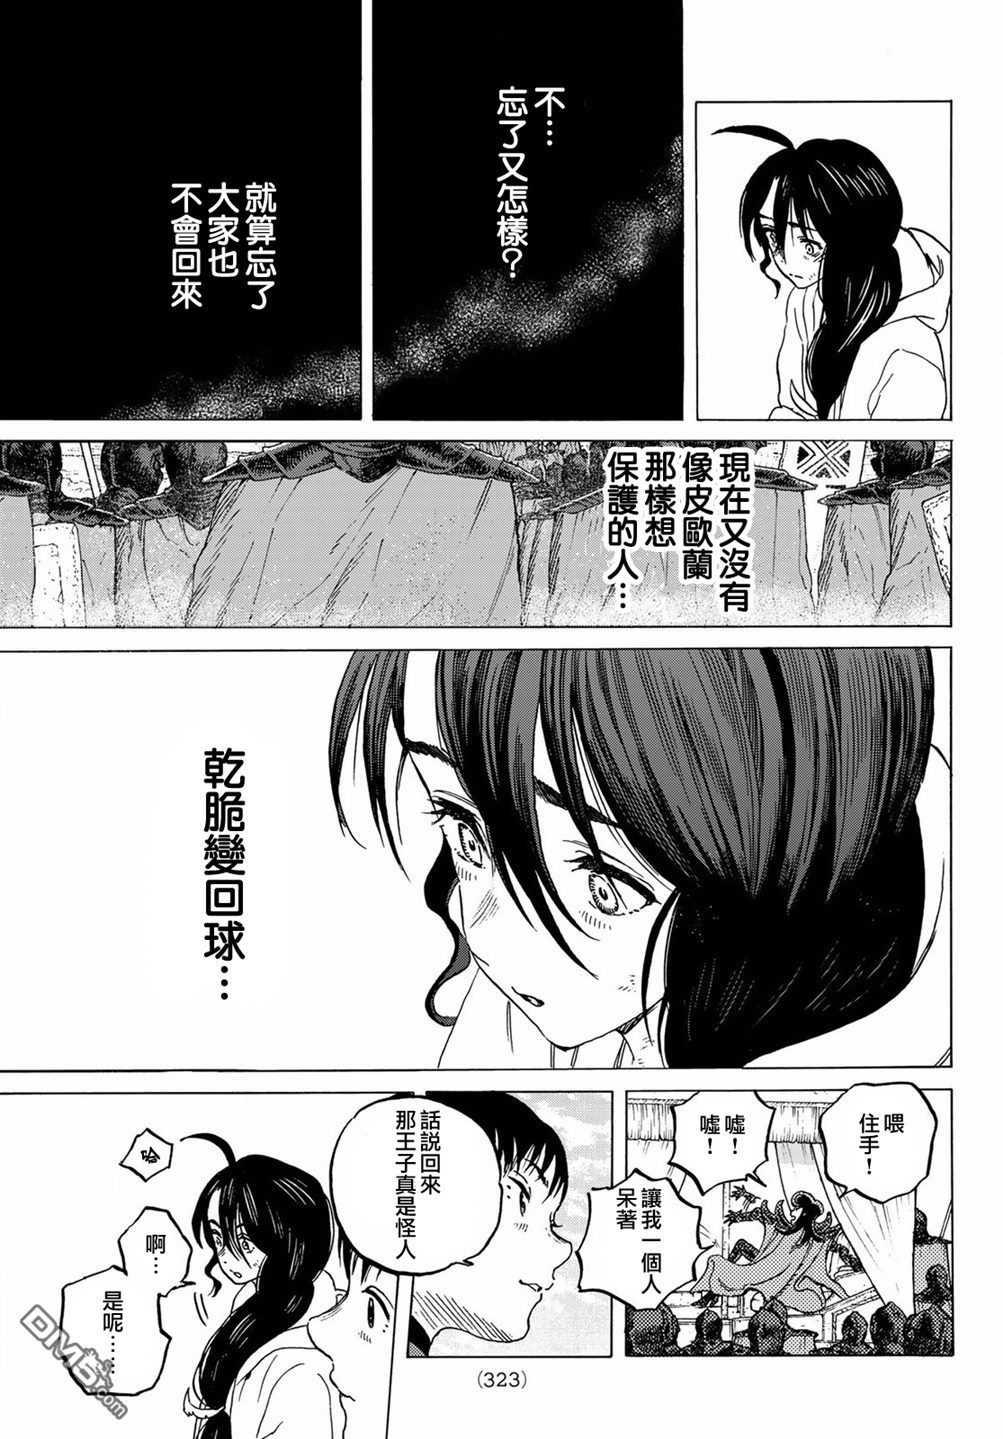 不…
忘了又怎樣？
就算忘了
大家也
不會回來
現在又沒有
像皮歐蘭
那樣想
保護的人…
乾脆變回球…
喂
住手！
噓！
噓！
讓我一個人
呆著
話說回來
那王子真是怪人
啊…
是呢……
（323）